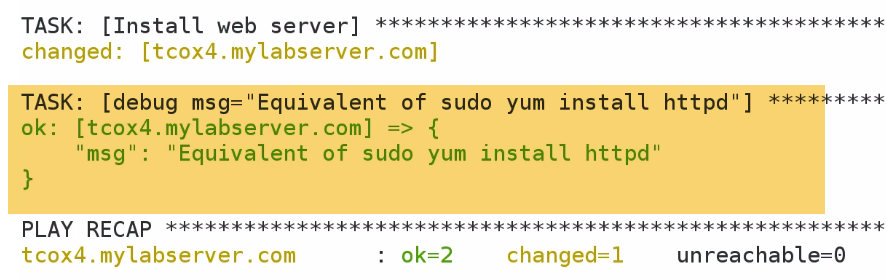 TASK: [Install web server] ***************************************
changed: [tcox4.mylabserver.com]
TASK: [debug msg="Equivalent of sudo yum install httpd"] *********
ok: [tcox4.mylabserver.com] => {
    "msg": "Equivalent of sudo yum install httpd"
}
PLAY RECAP *******************************************************
tcox4.mylabserver.com      : ok=2    changed=1    unreachable=0